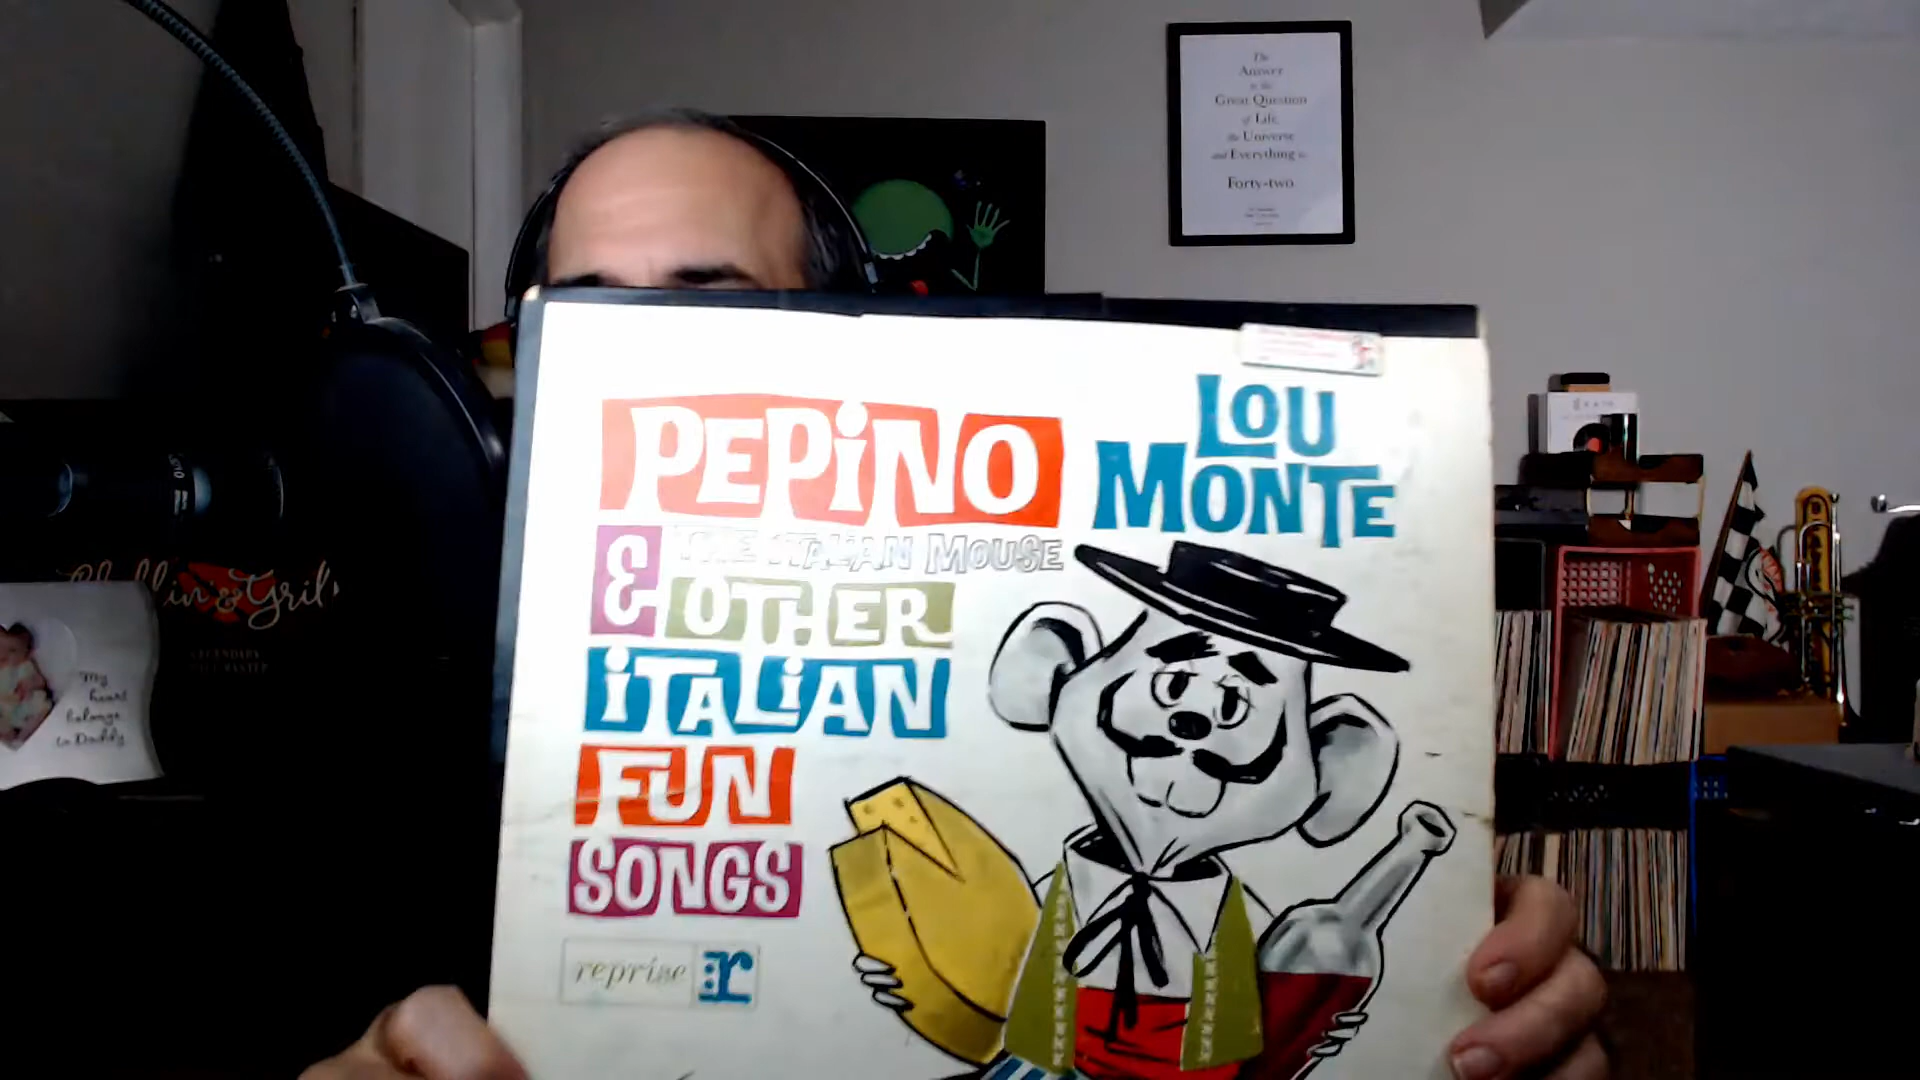 The
Answer
to the
Great Question
of Life,
the Universe
and Everything is
Forty-two
PEPINO
LOU
MONTE
THE ITALIAN MOUSE
& OTHER
ITALIAN
FUN
SONGS
reprise r
My
heart
belongs
to Daddy